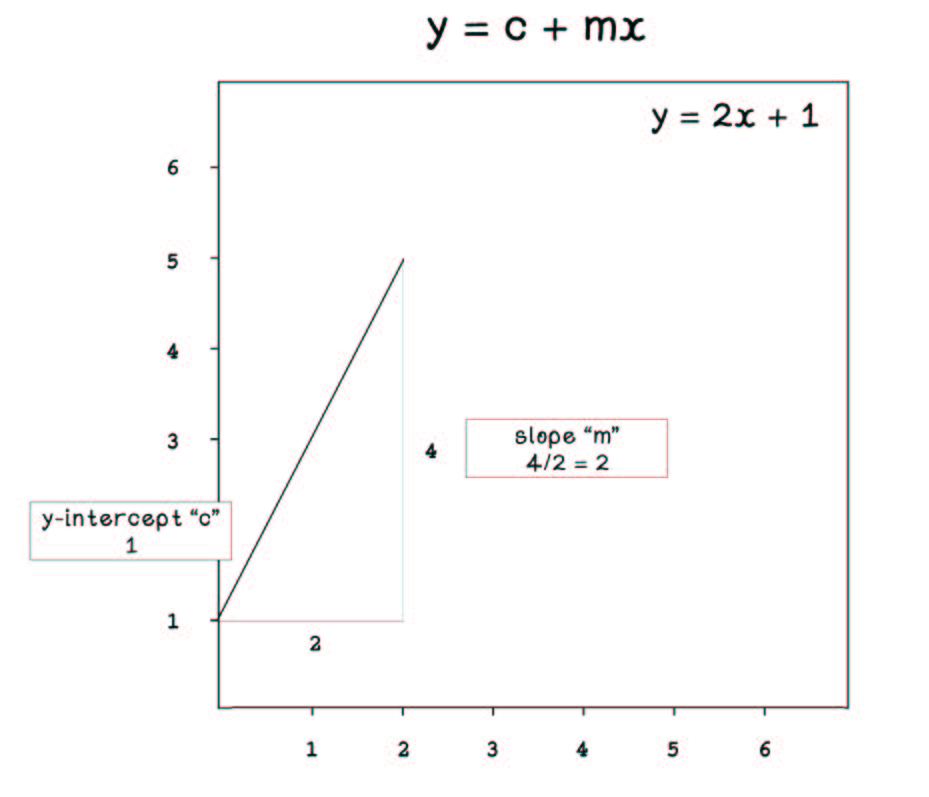 y = c + mx
y = 2x + 1
6
5
4
3
4
slope “m”
4/2 = 2
y-intercept “c”
1
1
2
1 2 3 4 5 6